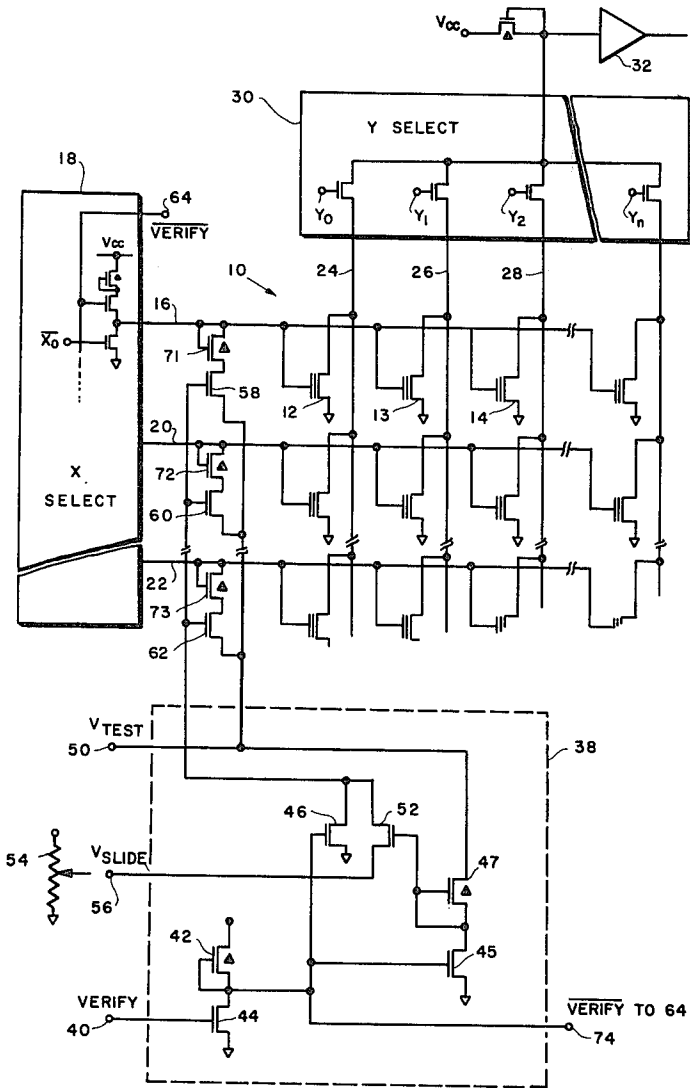 VCC
32
30
Y SELECT
18
64
VERIFY
Y0
Y1
Y2
Yn
VCC
10
24
26
28
16
X0
71
58
12
13
14
20
72
60
X
SELECT
22
73
62
VTEST
50
38
46
52
54
VSLIDE
56
47
42
45
VERIFY
40
44
VERIFY TO 64
74